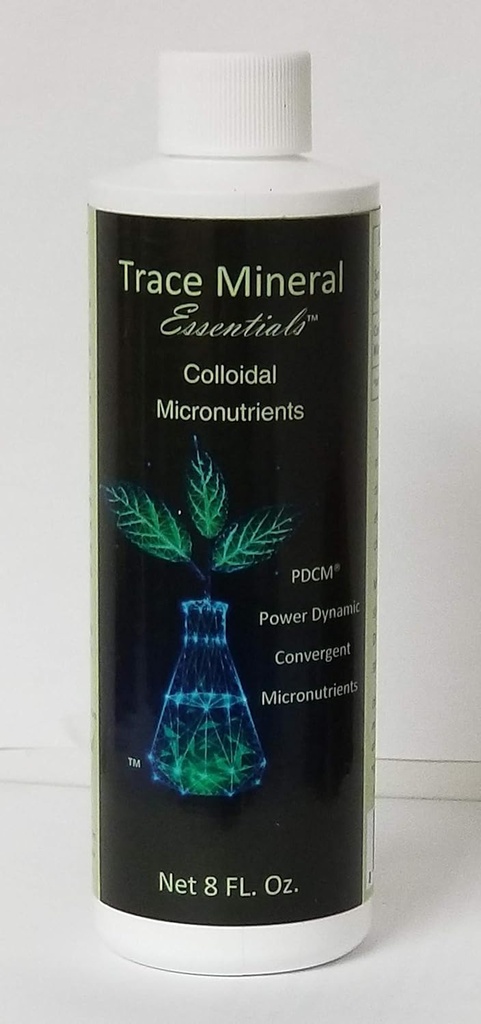 Trace Mineral
Essentials™
Colloidal
Micronutrients
PDCM®
Power Dynamic
Convergent
Micronutrients
TM
Net 8 FL. Oz.